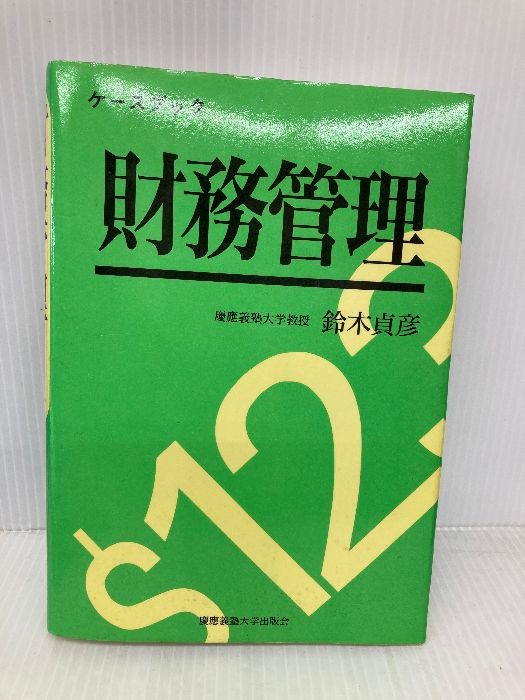 ケースブック
財務管理
慶應義塾大学教授 鈴木貞彦
$123
慶應義塾大学出版会